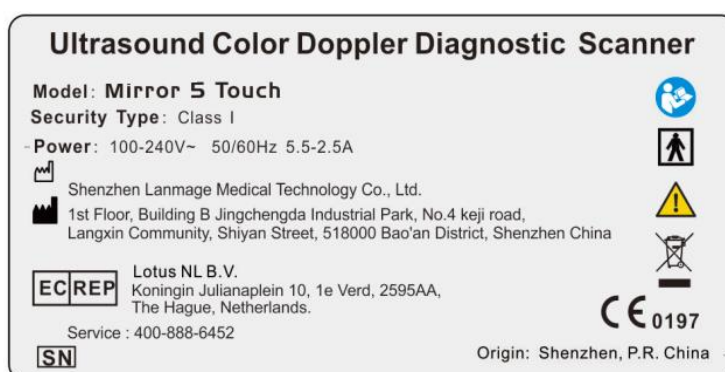 Ultrasound Color Doppler Diagnostic Scanner
Model: Mirror 5 Touch
Security Type: Class I
Power: 100-240V~ 50/60Hz 5.5-2.5A
Shenzhen Lanmage Medical Technology Co., Ltd.
1st Floor, Building B Jingchengda Industrial Park, No.4 keji road,
Langxin Community, Shiyan Street, 518000 Bao'an District, Shenzhen China
EC REP
Lotus NL B.V.
Koningin Julianaplein 10, 1e Verd, 2595AA,
The Hague, Netherlands.
CE 0197
Service : 400-888-6452
SN
Origin: Shenzhen, P.R. China